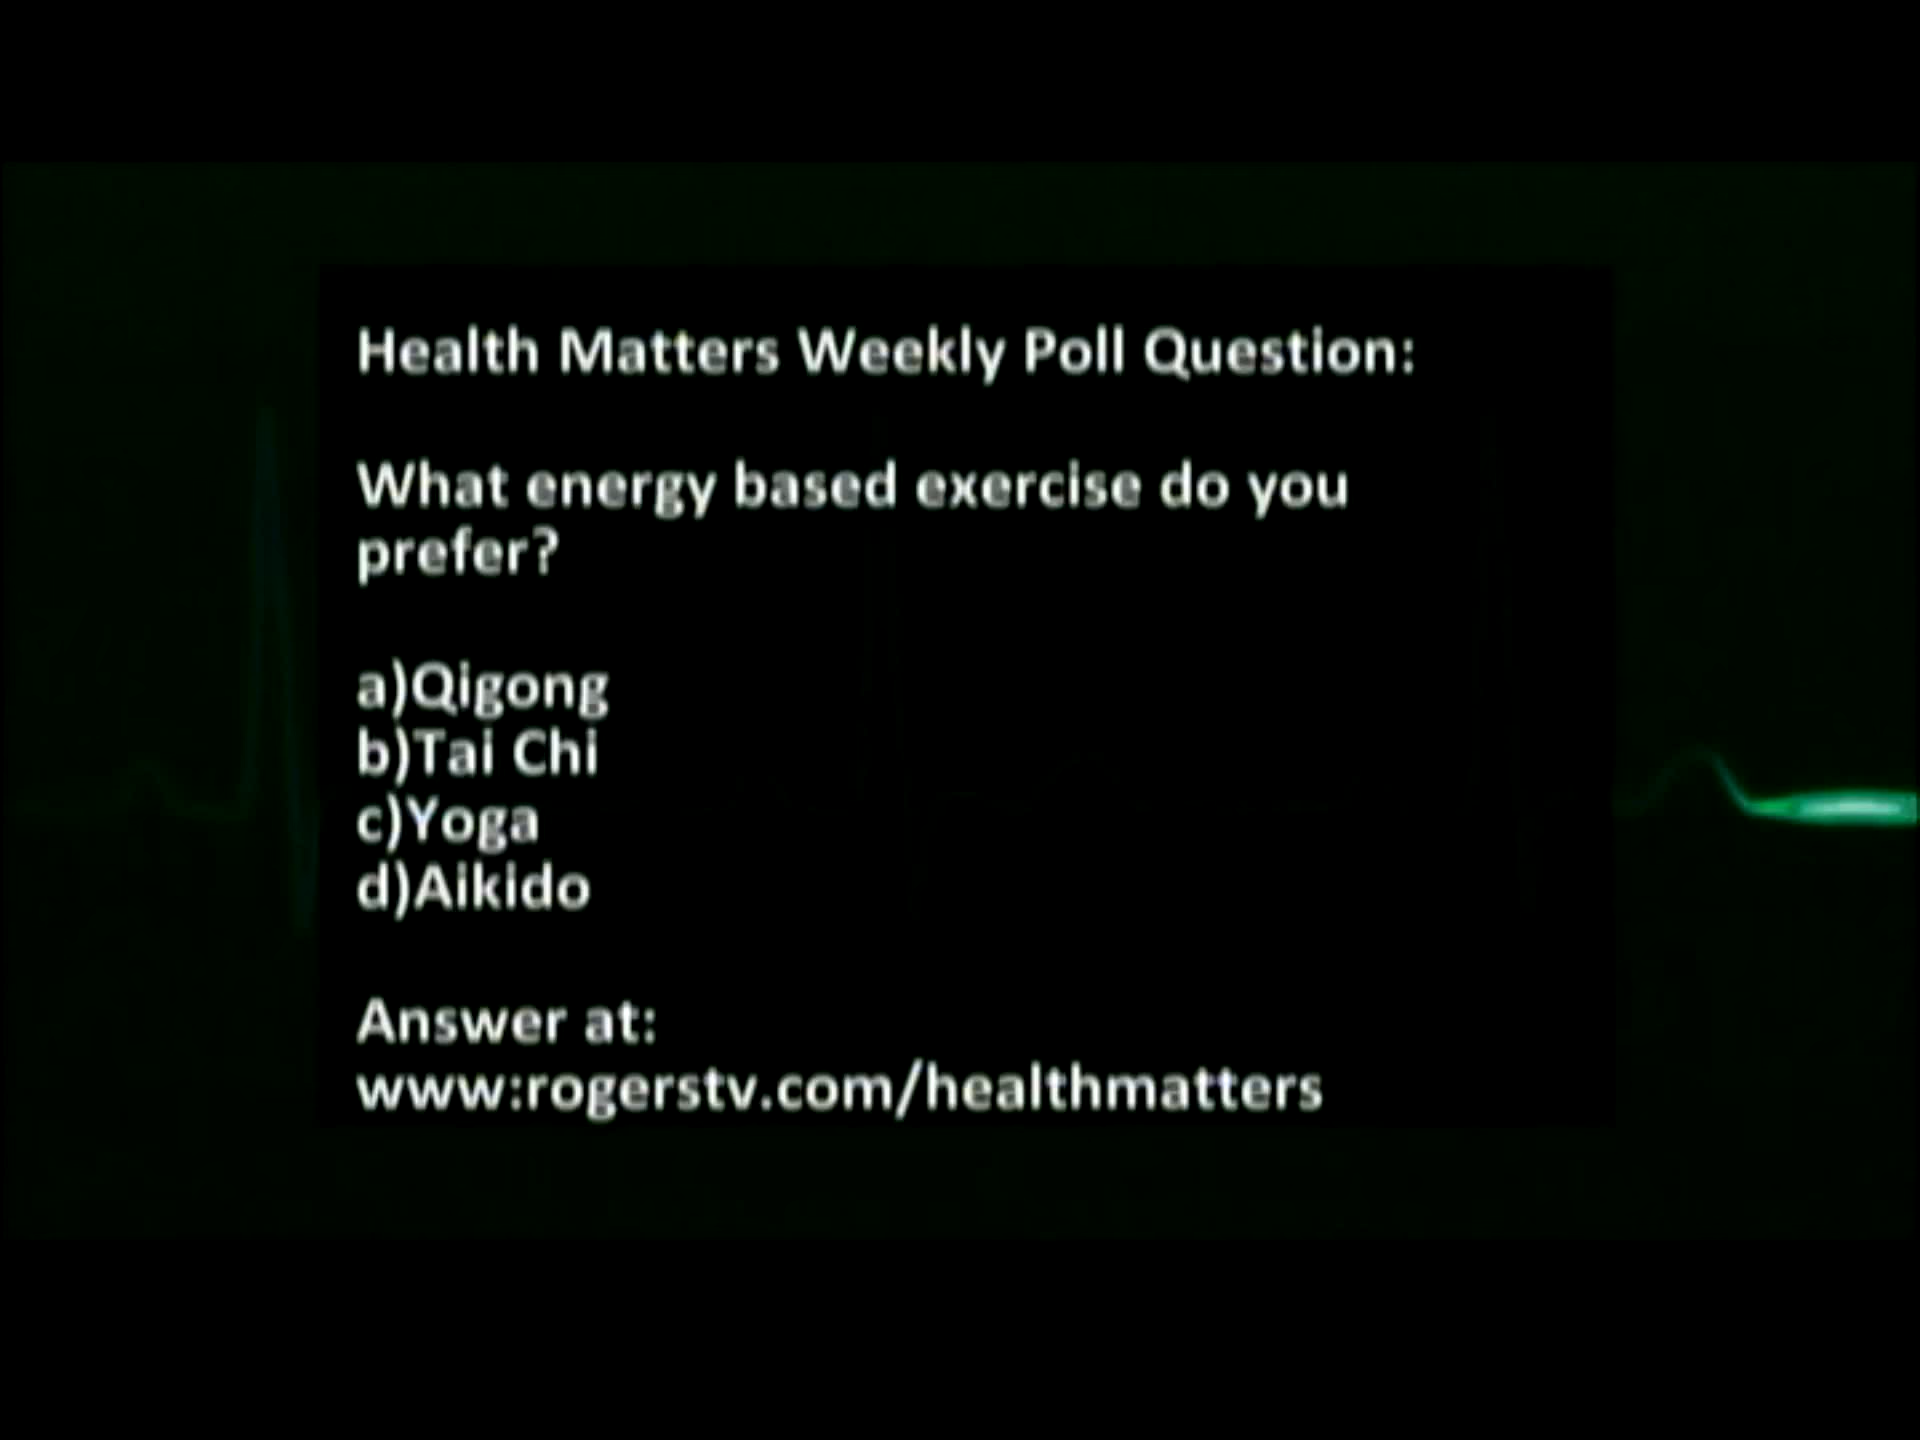 Health Matters Weekly Poll Question:
What energy based exercise do you
prefer?
a)Qigong
b)Tai Chi
c)Yoga
d)Aikido
Answer at:
www:rogerstv.com/healthmatters